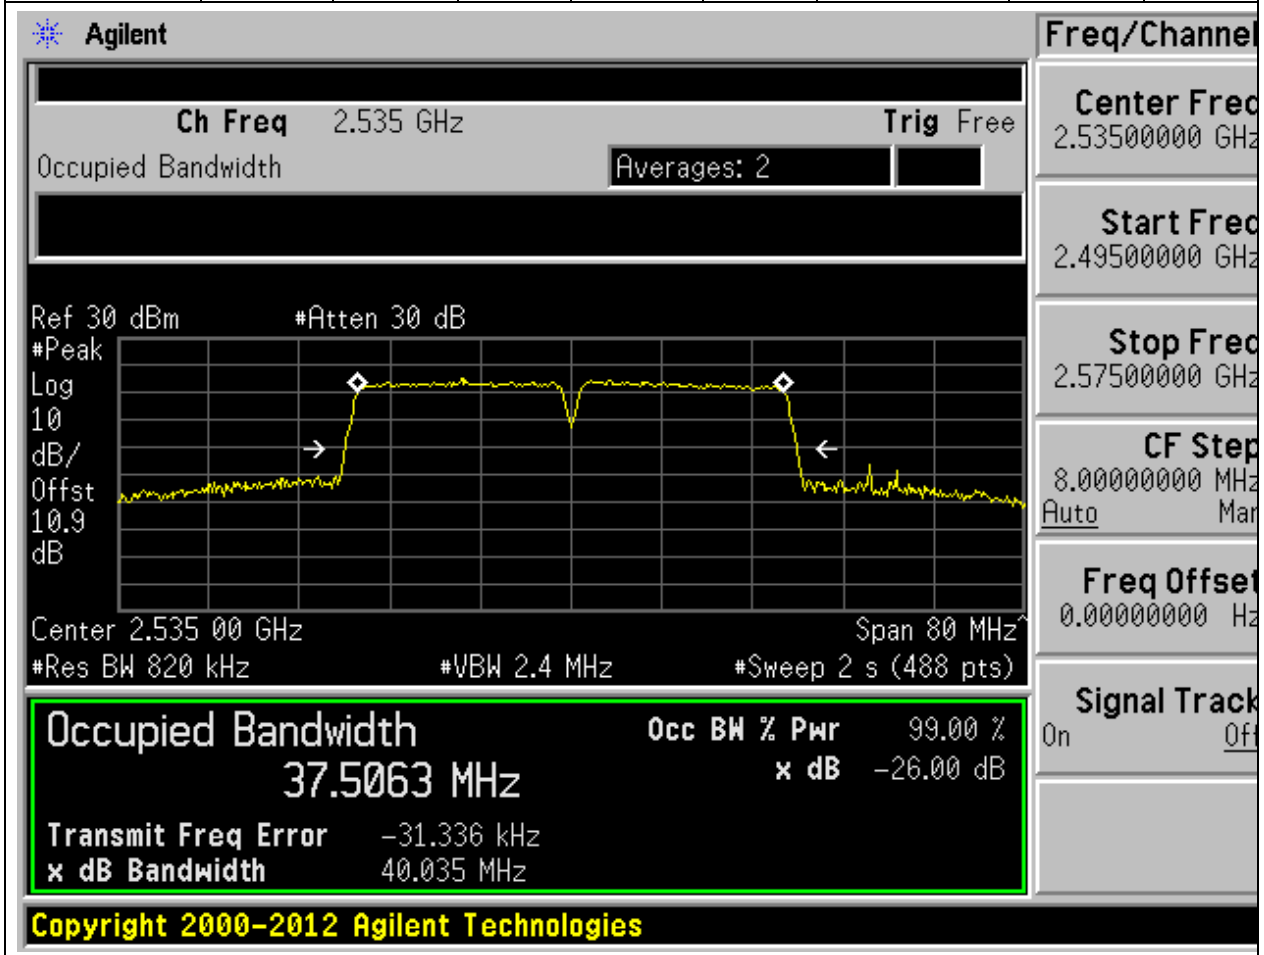 Agilent
Freq/Channel
Ch Freq 2.535 GHz Trig Free
Occupied Bandwidth Averages: 2
Center Freq
2.53500000 GHz
Start Freq
2.49500000 GHz
Stop Freq
2.57500000 GHz
CF Step
8.00000000 MHz
Auto Man
Freq Offset
0.00000000 Hz
Signal Track
On Off
Ref 30 dBm #Atten 30 dB
#Peak
Log
10
dB/
Offst
10.9
dB
Center 2.535 00 GHz Span 80 MHz^
#Res BW 820 kHz #VBW 2.4 MHz #Sweep 2 s (488 pts)
Occupied Bandwidth Occ BW % Pwr 99.00 %
37.5063 MHz x dB -26.00 dB
Transmit Freq Error -31.336 kHz
x dB Bandwidth 40.035 MHz
Copyright 2000-2012 Agilent Technologies